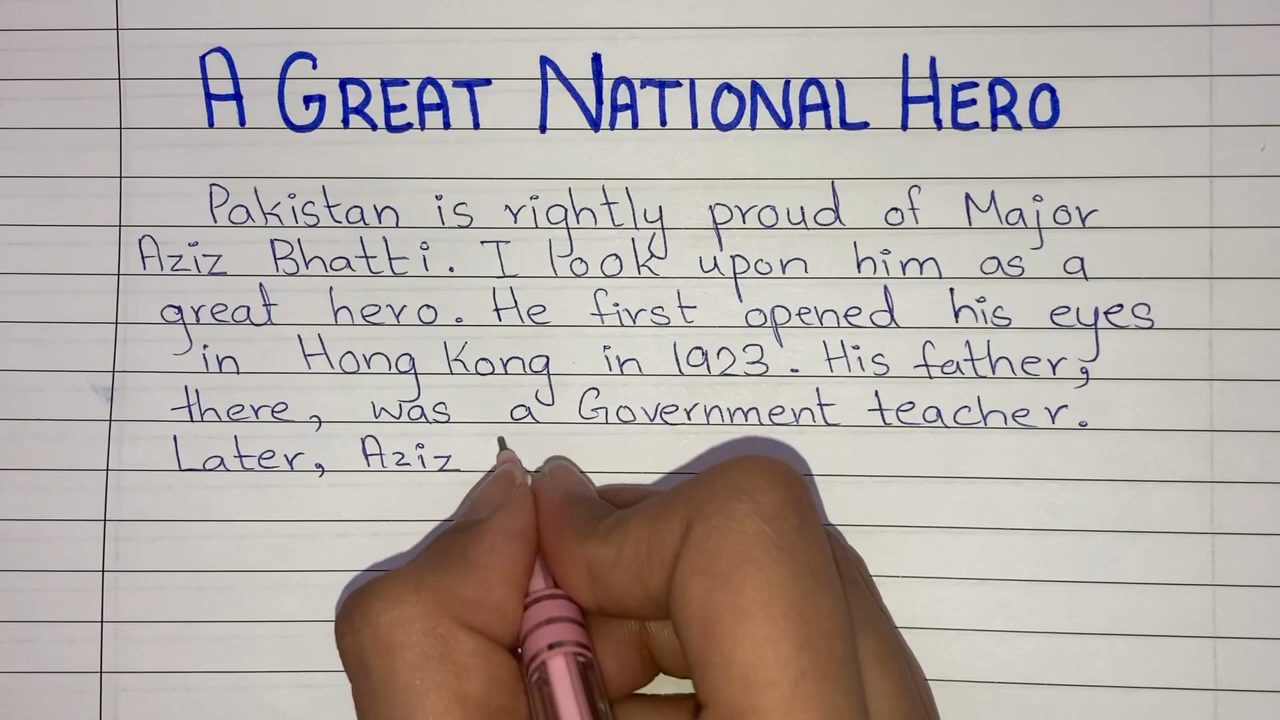 A GREAT NATIONAL HERO
Pakistan is rightly proud of Major
Aziz Bhatti. I look upon him as a
great hero. He first opened his eyes
in Hong Kong in 1923. His father,
there, was a Government teacher.
Later, Aziz